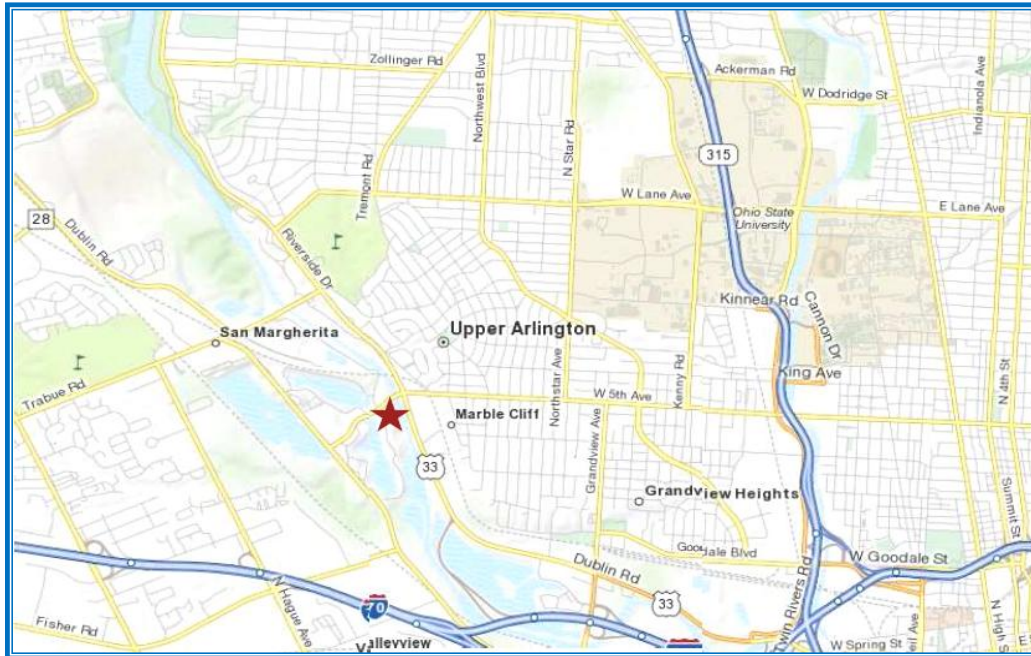 Zollinger Rd
Northwest Blvd
N Star Rd
Ackerman Rd
W Dodridge St
Indianola Ave
315
Tremont Rd
W Lane Ave
Ohio State
University
E Lane Ave
28
Dublin Rd
Riverside Dr
San Margherita
Upper Arlington
Kinnear Rd
Cannon Dr
King Ave
N 4th St
Trabue Rd
Northstar Ave
Kenny Rd
W 5th Ave
Marble Cliff
Grandview Ave
33
Grandview Heights
Summit St
Dublin Rd
W Goodale St
33
Twin Rivers Rd
N Hague Ave
70
Fisher Rd
W Spring St
N High S